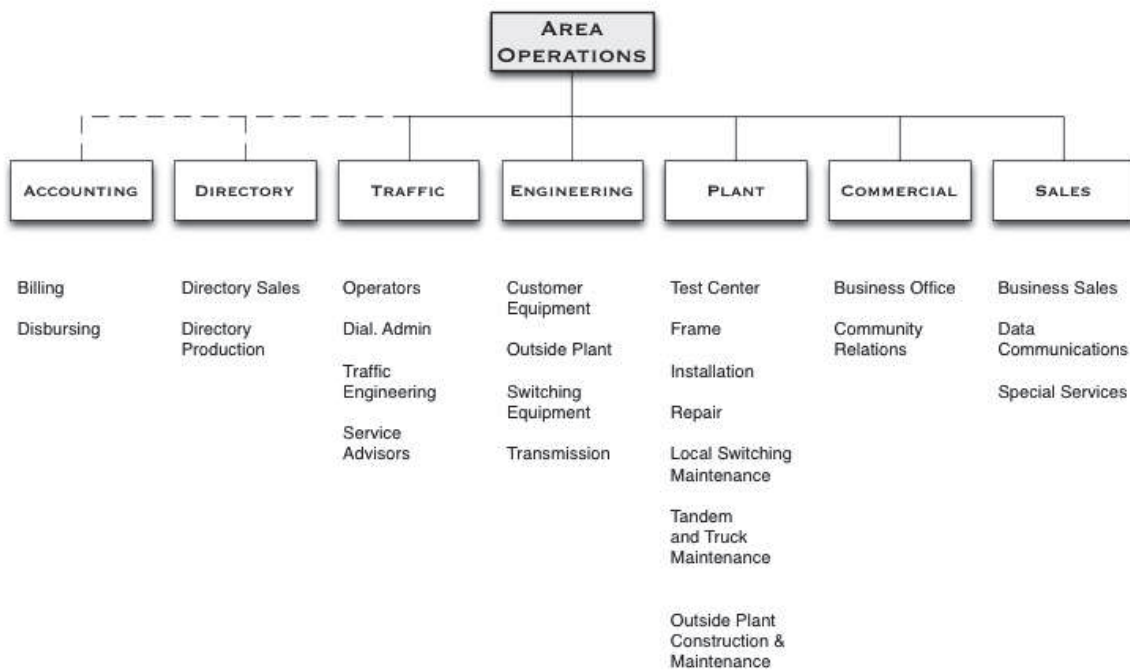 AREA
OPERATIONS
ACCOUNTING
DIRECTORY
TRAFFIC
ENGINEERING
PLANT
COMMERCIAL
SALES
Billing
Disbursing
Directory Sales
Directory
Production
Operators
Dial. Admin
Traffic
Engineering
Service
Advisors
Customer
Equipment
Outside Plant
Switching
Equipment
Transmission
Test Center
Frame
Installation
Repair
Local Switching
Maintenance
Tandem
and Truck
Maintenance
Outside Plant
Construction &
Maintenance
Business Office
Community
Relations
Business Sales
Data
Communications
Special Services